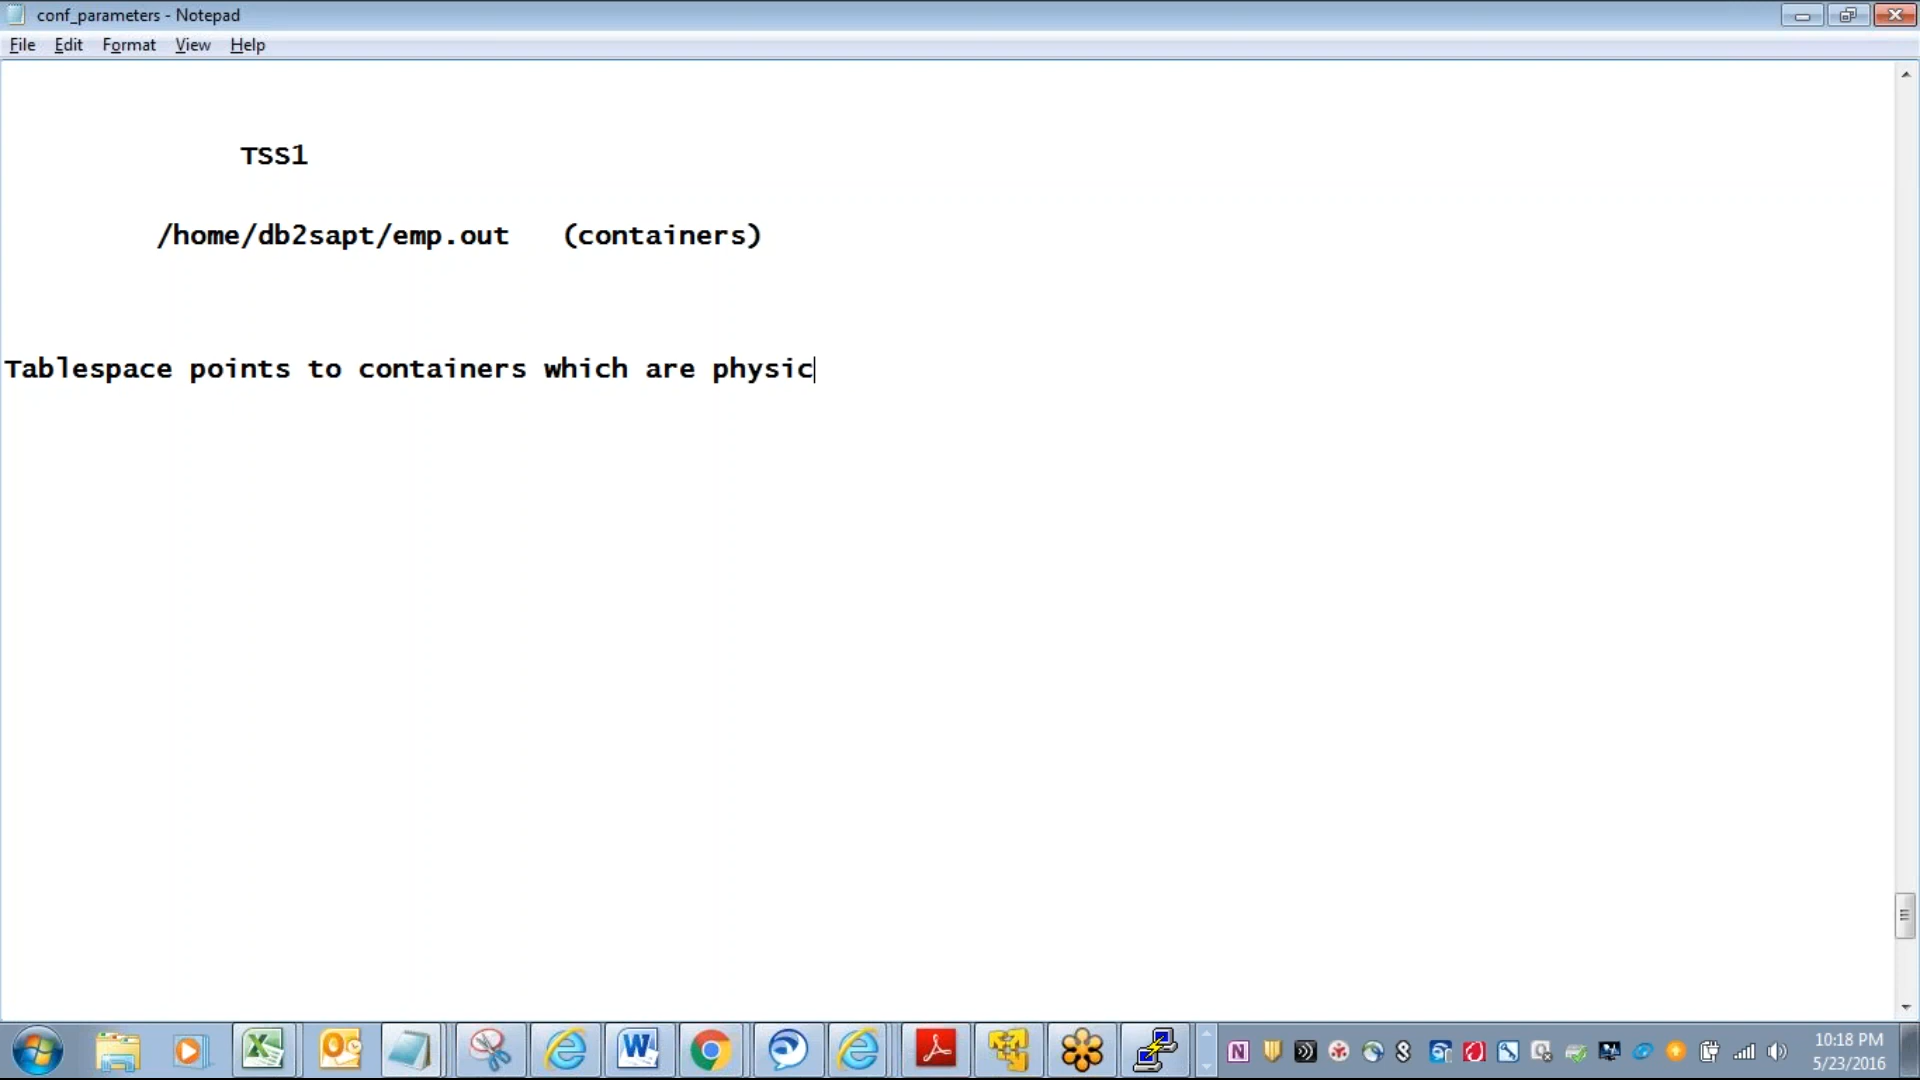 conf_parameters - Notepad
File Edit Format View Help
TSS1
/home/db2sapt/emp.out (containers)
Tablespace points to containers which are physic
10:18 PM
5/23/2016